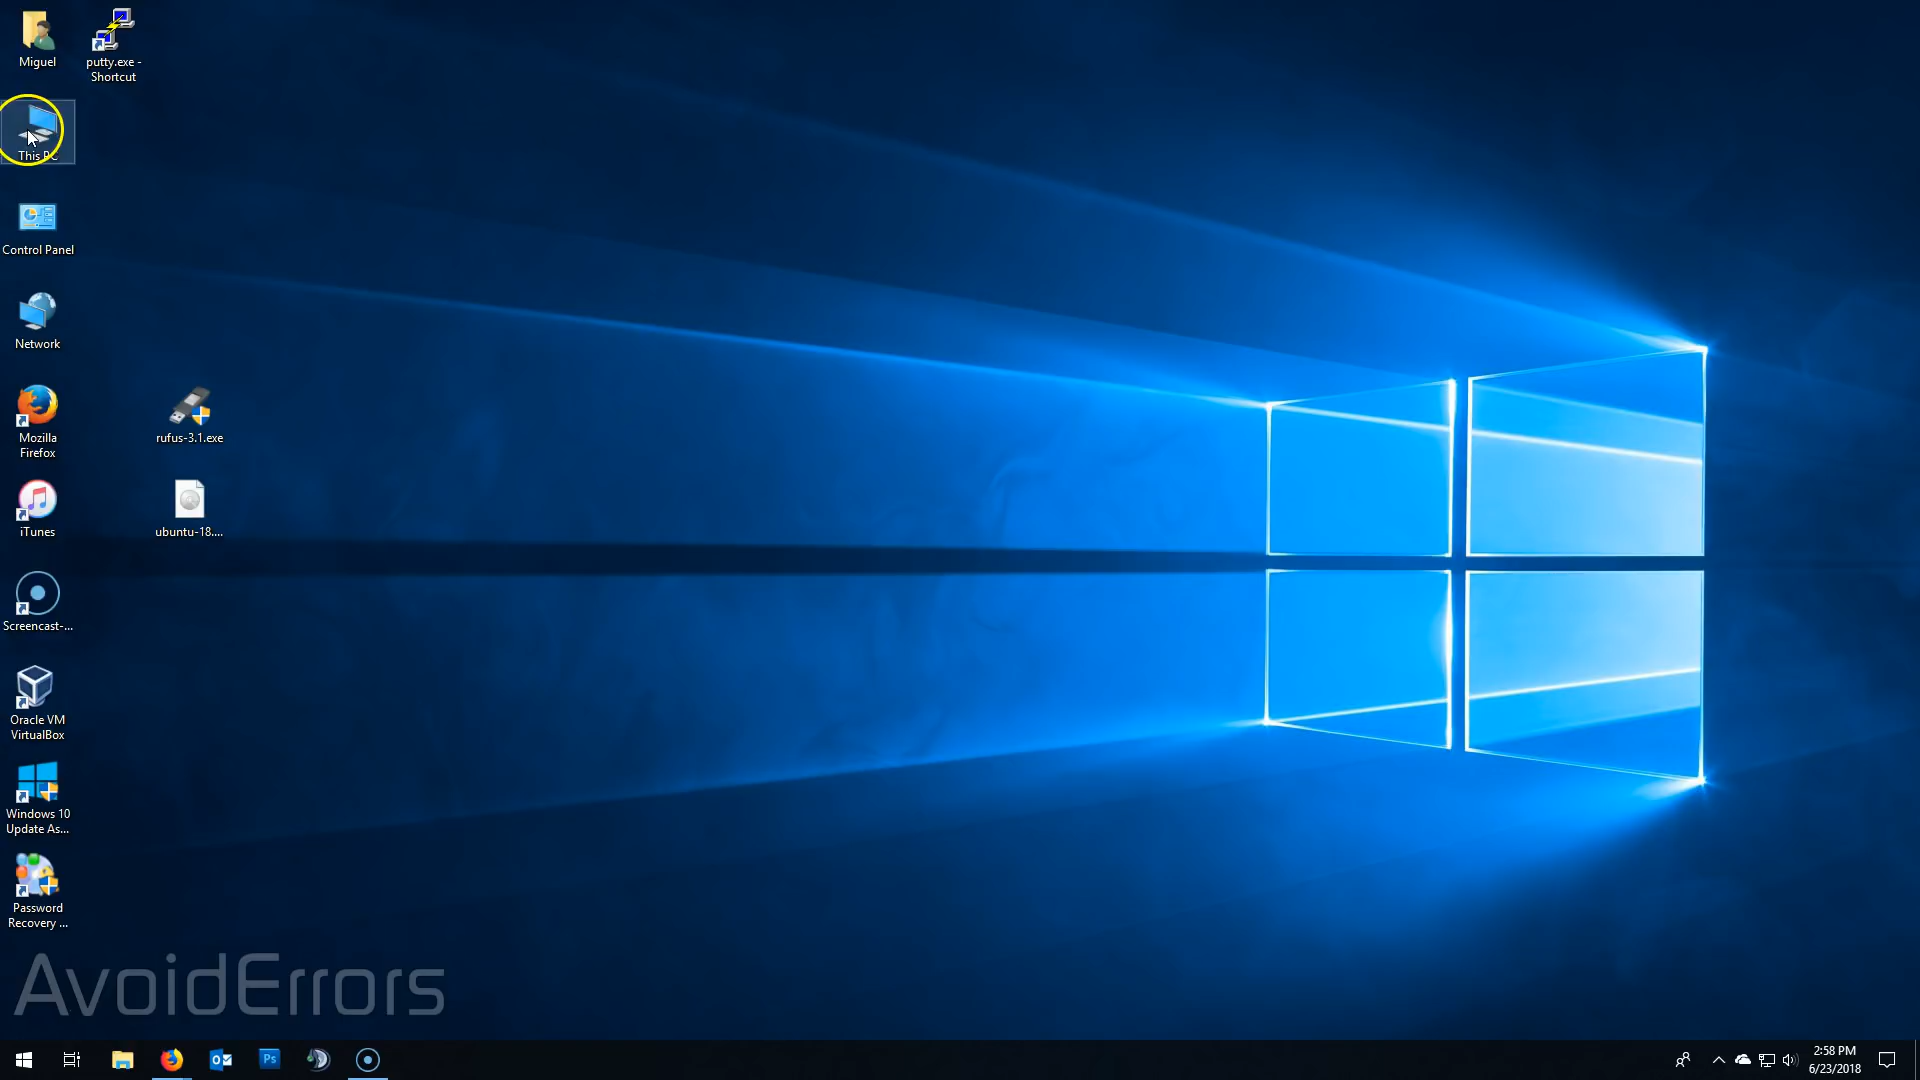 Miguel
putty.exe -
Shortcut
This PC
Control Panel
Network
Mozilla
Firefox
rufus-3.1.exe
iTunes
ubuntu-18....
Screencast-...
Oracle VM
VirtualBox
Windows 10
Update As...
Password
Recovery ...
AvoidErrors
Ps
2:58 PM
6/23/2018